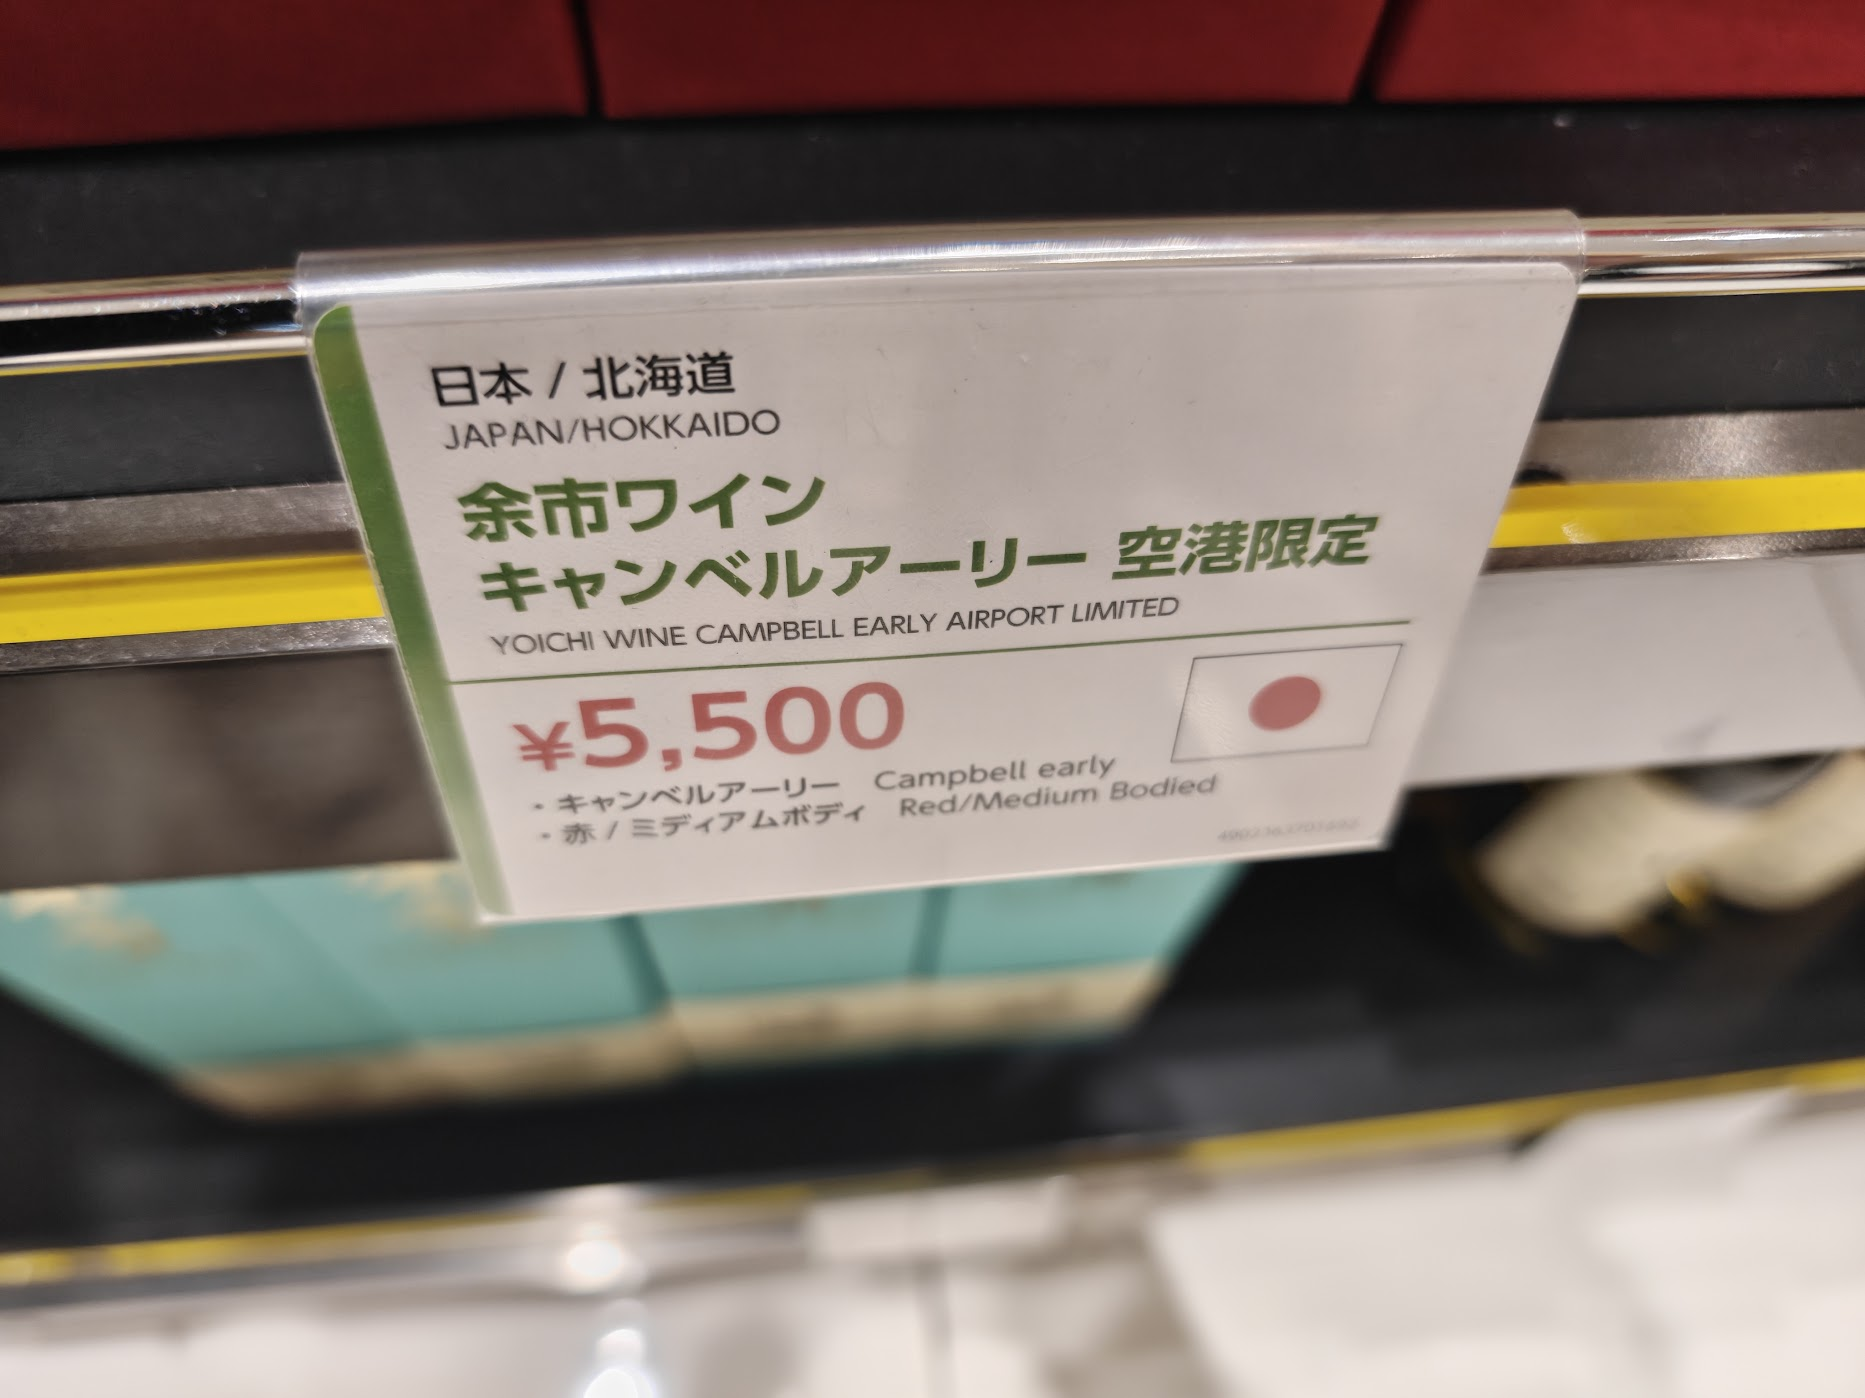 日本 / 北海道
JAPAN/HOKKAIDO
余市ワイン
キャンベルアーリー 空港限定
YOICHI WINE CAMPBELL EARLY AIRPORT LIMITED
¥5,500
・キャンベルアーリー Campbell early
・赤 / ミディアムボディ Red/Medium Bodied